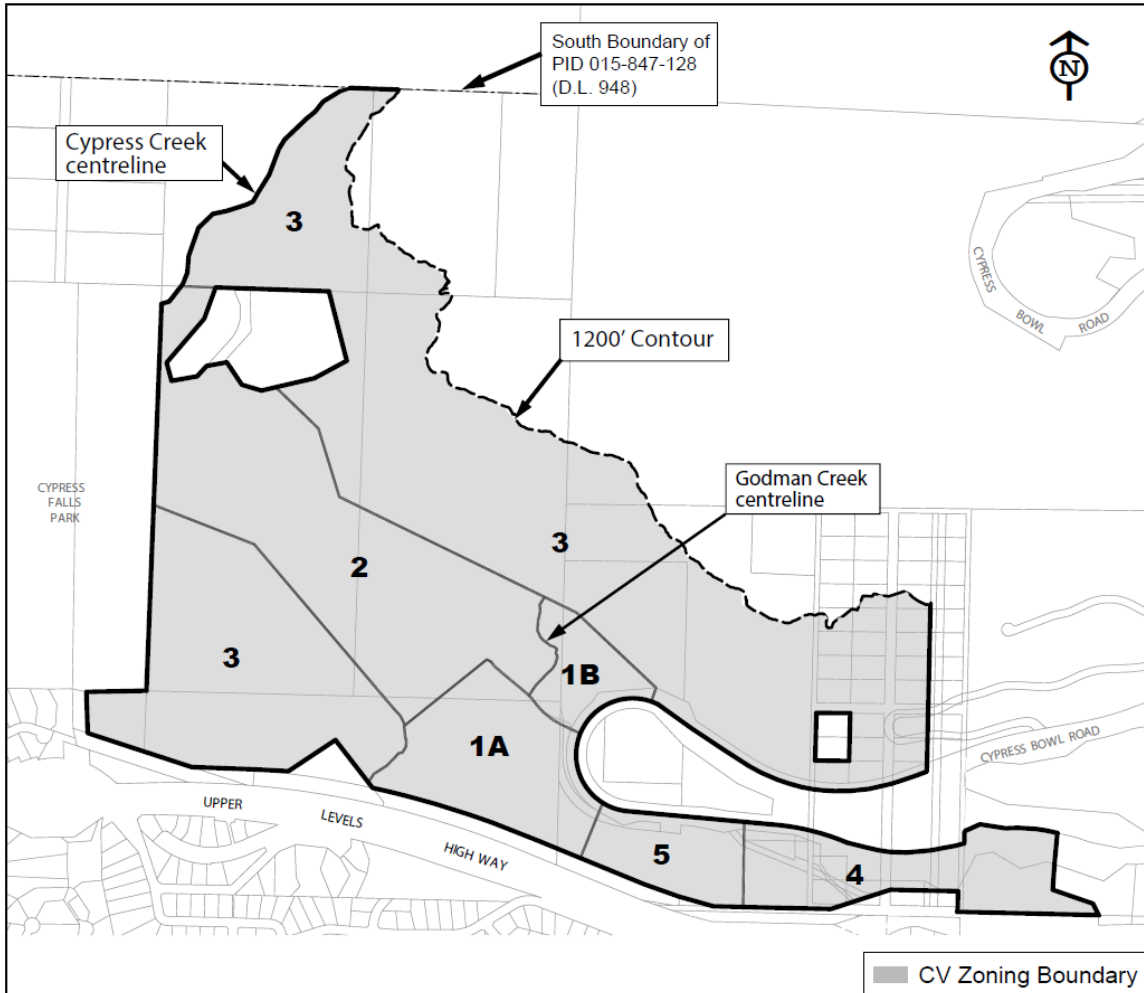 South Boundary of
PID 015-847-128
(D.L. 948)
N
Cypress Creek
centreline
3
CYPRESS
BOWL
ROAD
1200' Contour
Godman Creek
centreline
CYPRESS
FALLS
PARK
3
2
3
1B
1A
CYPRESS BOWL ROAD
UPPER
LEVELS
HIGH WAY
5
4
CV Zoning Boundary